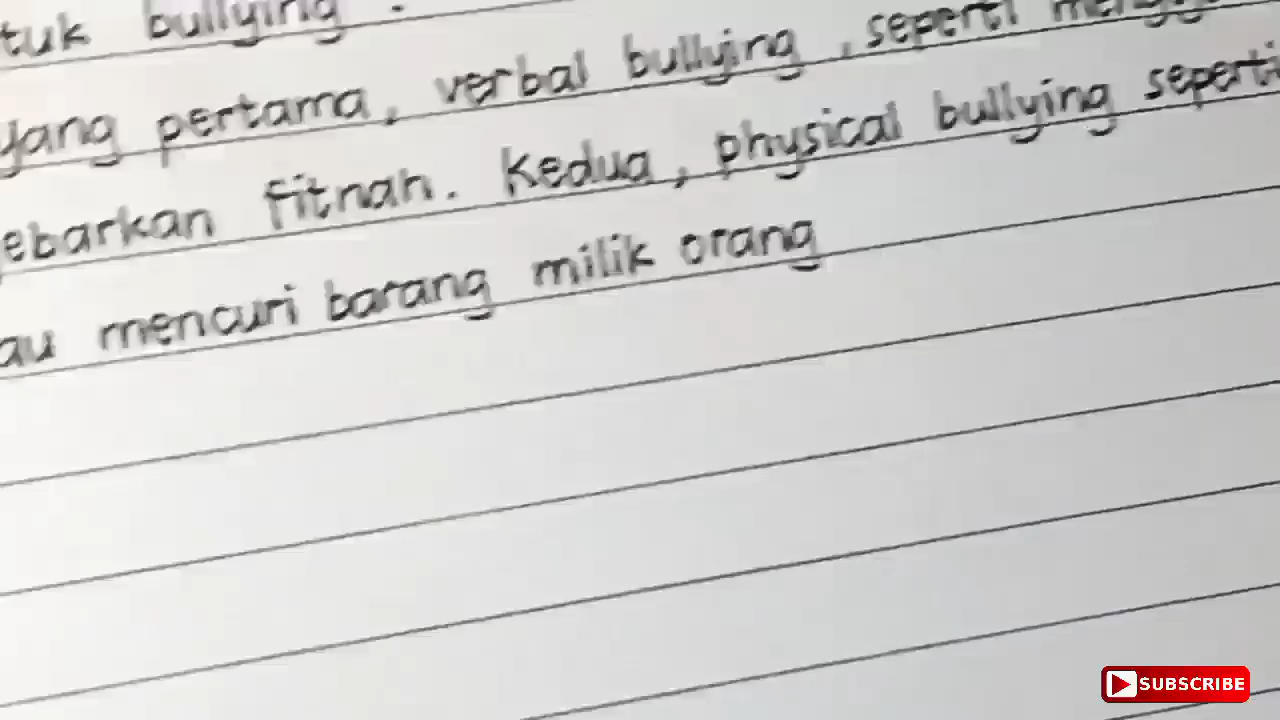 tuk bullying .
yang pertama, verbal bullying , seperti
ebarkan fitnah. Kedua, physical bullying seperti
au mencuri barang milik orang
SUBSCRIBE